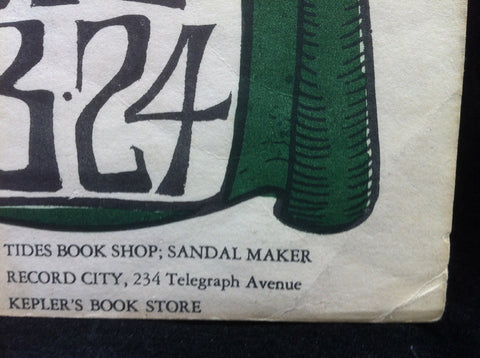 3·24
TIDES BOOK SHOP; SANDAL MAKER
RECORD CITY, 234 Telegraph Avenue
KEPLER'S BOOK STORE